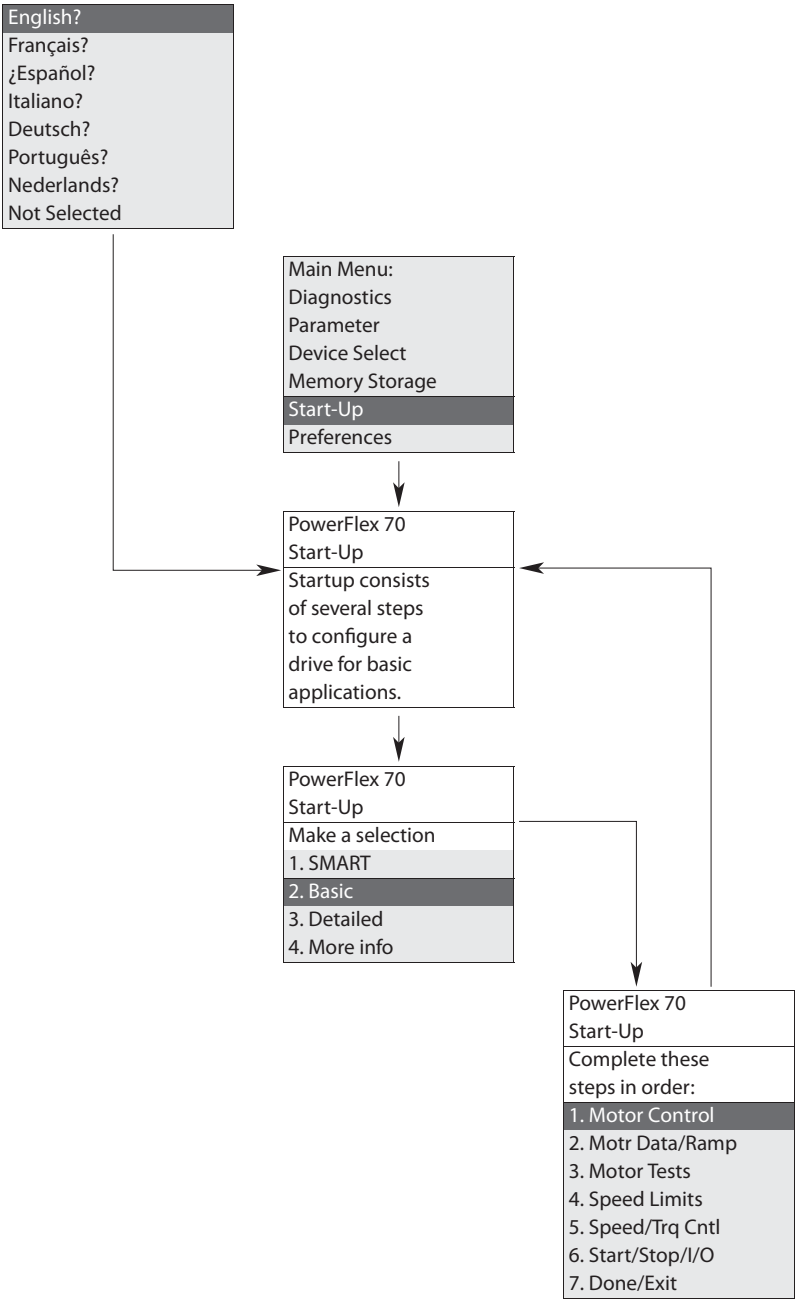 English?
Français?
¿Español?
Italiano?
Deutsch?
Português?
Nederlands?
Not Selected
Main Menu:
Diagnostics
Parameter
Device Select
Memory Storage
Start-Up
Preferences
PowerFlex 70
Start-Up
Startup consists
of several steps
to configure a
drive for basic
applications.
PowerFlex 70
Start-Up
Make a selection
1. SMART
2. Basic
3. Detailed
4. More info
PowerFlex 70
Start-Up
Complete these
steps in order:
1. Motor Control
2. Motr Data/Ramp
3. Motor Tests
4. Speed Limits
5. Speed/Trq Cntl
6. Start/Stop/I/O
7. Done/Exit